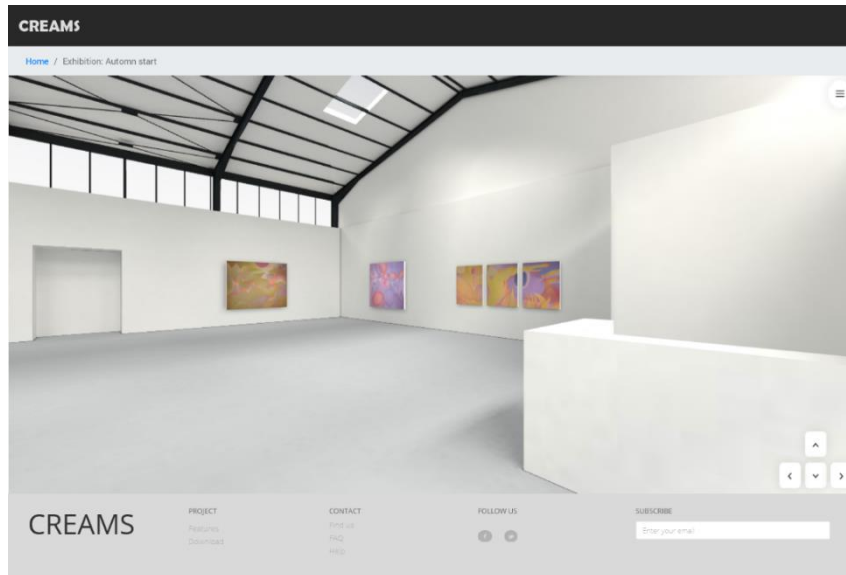 CREAMS
Home / Exhibition: Automn start
CREAMS
PROJECT
Features
Download
CONTACT
Find us
FAQ
Help
FOLLOW US
SUBSCRIBE
Enter your email